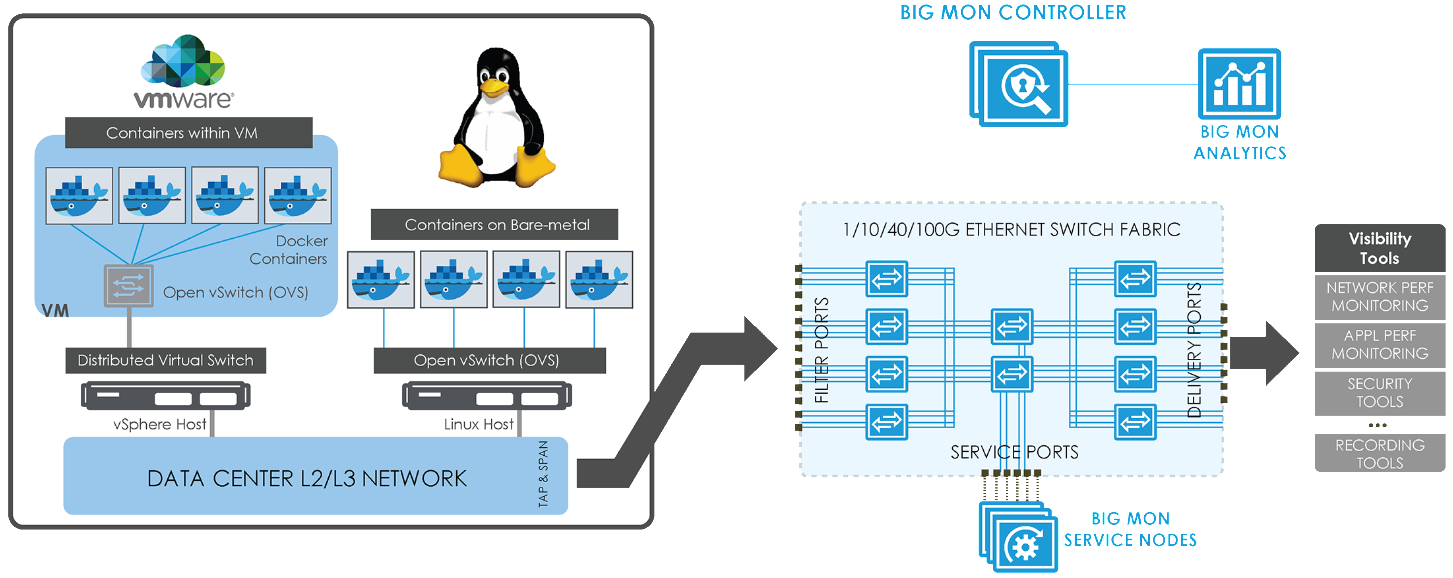 vmware®
Containers within VM
Docker
Containers
Open vSwitch (OVS)
VM
Distributed Virtual Switch
vSphere Host
Containers on Bare-metal
Open vSwitch (OVS)
Linux Host
DATA CENTER L2/L3 NETWORK
TAP & SPAN
BIG MON CONTROLLER
BIG MON
ANALYTICS
1/10/40/100G ETHERNET SWITCH FABRIC
FILTER PORTS
DELIVERY PORTS
SERVICE PORTS
BIG MON
SERVICE NODES
Visibility
Tools
NETWORK PERF
MONITORING
APPL PERF
MONITORING
SECURITY
TOOLS
...
RECORDING
TOOLS